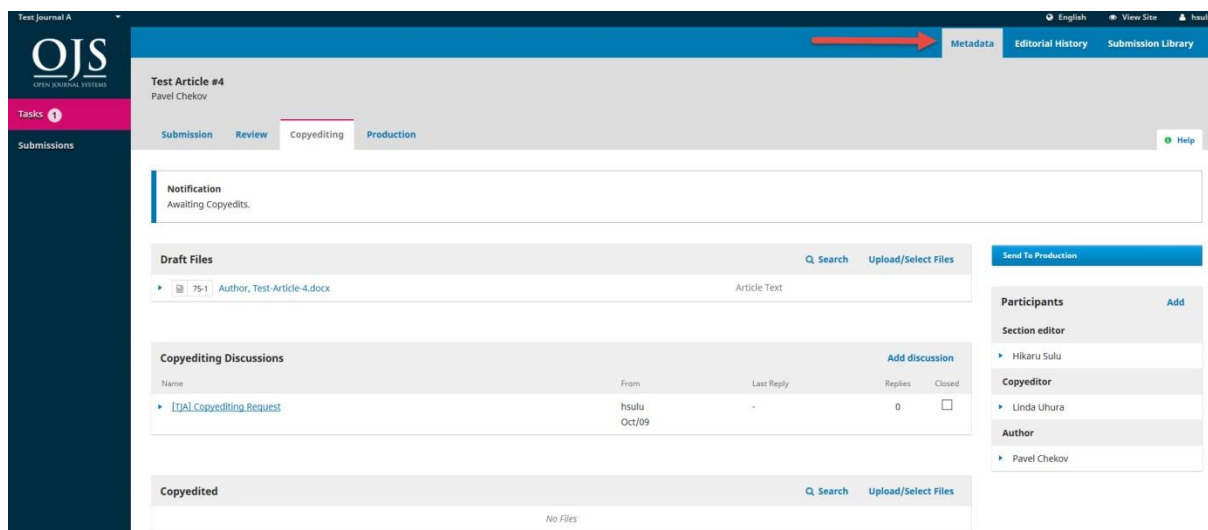 Test Journal A
English View Site hsul
OJS
OPEN JOURNAL SYSTEMS
Tasks 1
Submissions
Metadata Editorial History Submission Library
Test Article #4
Pavel Chekov
Submission Review Copyediting Production
Help
Notification
Awaiting Copyedits.
Draft Files Search Upload/Select Files
75-1 Author, Test-Article-4.docx Article Text
Copyediting Discussions Add discussion
Name From Last Reply Replies Closed
[TJA] Copyediting Request hsulu - 0
Oct/09
Copyedited Search Upload/Select Files
No Files
Send To Production
Participants Add
Section editor
Hikaru Sulu
Copyeditor
Linda Uhura
Author
Pavel Chekov